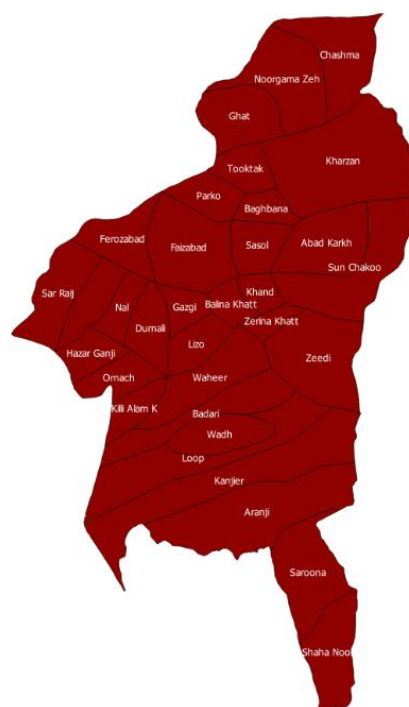 Chashma
Noorgama Zeh
Ghat
Kharzan
Tooktak
Parko
Baghbana
Ferozabad
Faizabad
Sasol
Abad Karkh
Sun Chakoo
Sar Raij
Khand
Nal
Gazgi
Balina Khatt
Zerina Khatt
Durnali
Lizo
Hazar Ganji
Zeedi
Ornach
Waheer
Killi Alam K
Badari
Wadh
Loop
Kanjier
Aranji
Saroona
Shaha Noor